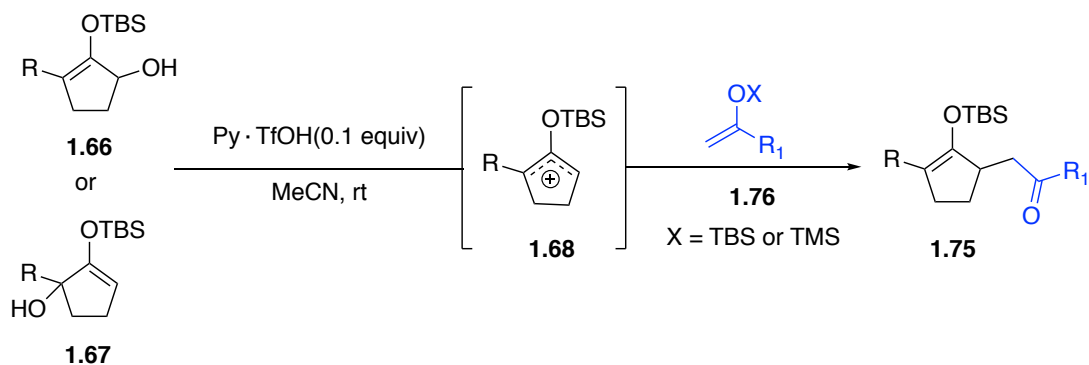 OTBS
R
OH
1.66
or
OTBS
R
HO
1.67
Py · TfOH(0.1 equiv)
MeCN, rt
OTBS
R
+
1.68
OX
R1
1.76
X = TBS or TMS
OTBS
R
R1
O
1.75